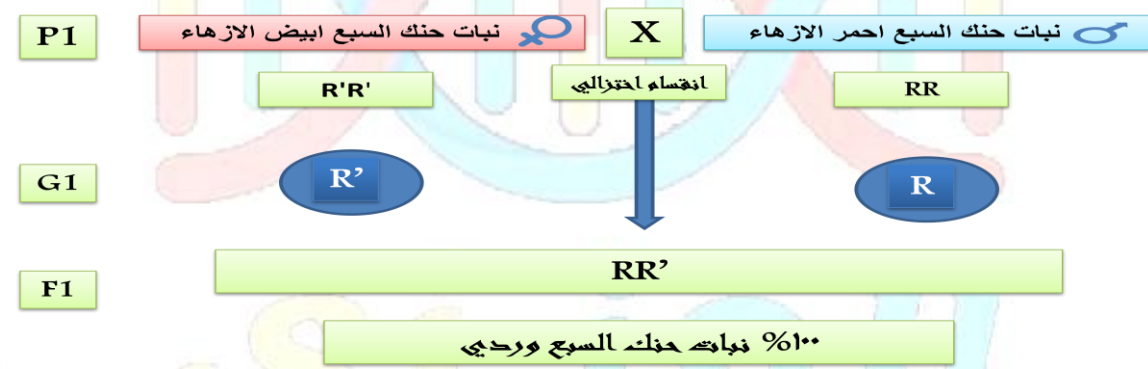 P1
نبات حنك السبع ابيض الازهاء
X
نبات حنك السبع احمر الازهاء
R'R'
انقسام اختزالي
RR
G1
R’
R
F1
RR’
١٠٠% نبات حنك السبع وردي